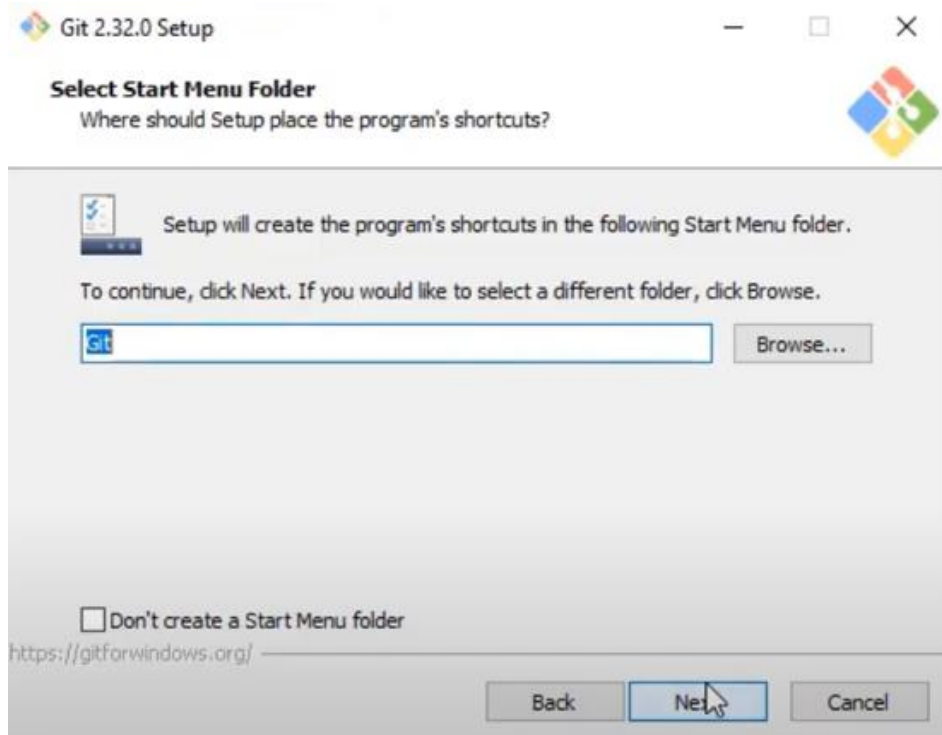 Git 2.32.0 Setup
Select Start Menu Folder
Where should Setup place the program's shortcuts?
Setup will create the program's shortcuts in the following Start Menu folder.
To continue, click Next. If you would like to select a different folder, click Browse.
Git
Browse...
Don't create a Start Menu folder
https://gitforwindows.org/
Back
Next
Cancel